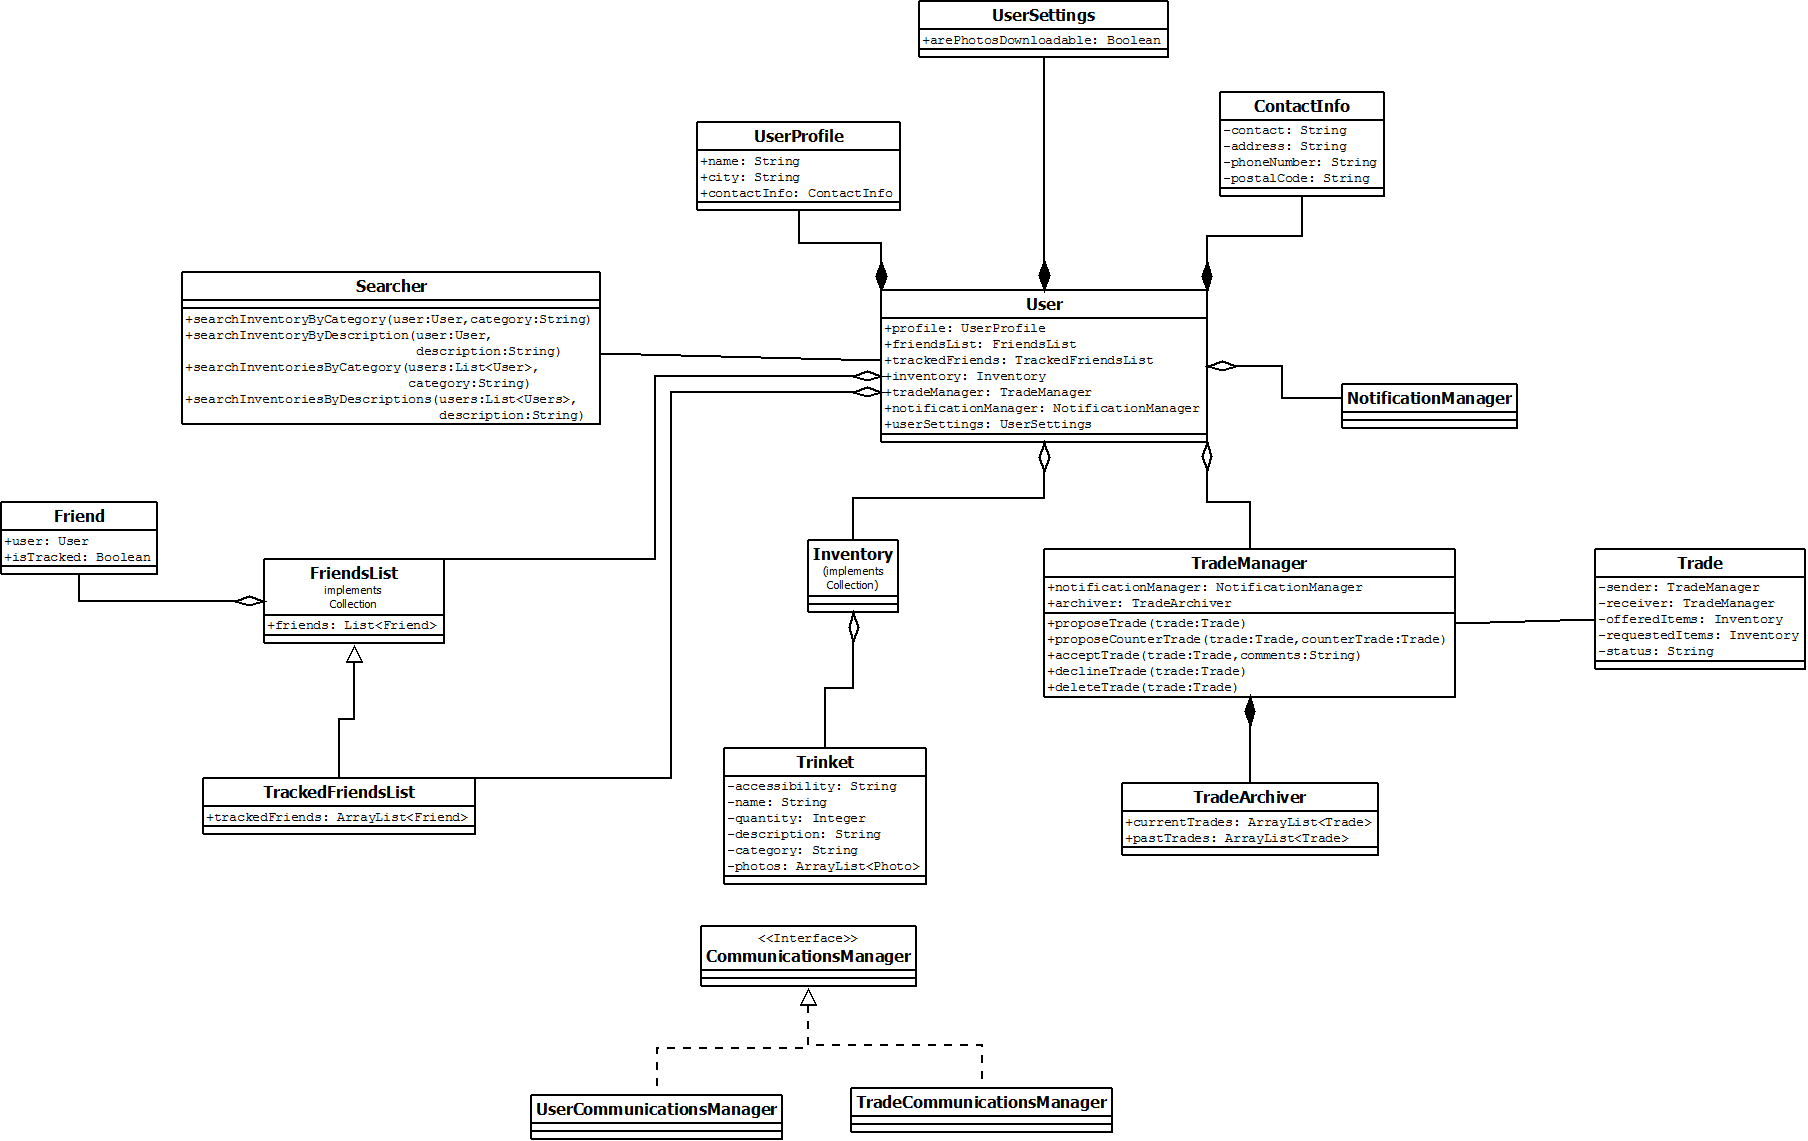 UserSettings
+arePhotosDownloadable: Boolean
ContactInfo
-contact: String
-address: String
-phoneNumber: String
-postalCode: String
UserProfile
+name: String
+city: String
+contactInfo: ContactInfo
Searcher
+searchInventoryByCategory(user:User,category:String)
+searchInventoryByDescription(user:User,
description:String)
+searchInventoriesByCategory(users:List<User>,
category:String)
+searchInventoriesByDescriptions(users:List<Users>,
description:String)
User
+profile: UserProfile
+friendsList: FriendsList
+trackedFriends: TrackedFriendsList
+inventory: Inventory
+tradeManager: TradeManager
+notificationManager: NotificationManager
+userSettings: UserSettings
NotificationManager
Friend
+user: User
+isTracked: Boolean
FriendsList
implements
Collection
+friends: List<Friend>
Inventory
(implements
Collection)
TradeManager
+notificationManager: NotificationManager
+archiver: TradeArchiver
+proposeTrade(trade:Trade)
+proposeCounterTrade(trade:Trade,counterTrade:Trade)
+acceptTrade(trade:Trade,comments:String)
+declineTrade(trade:Trade)
+deleteTrade(trade:Trade)
Trade
-sender: TradeManager
-receiver: TradeManager
-offeredItems: Inventory
-requestedItems: Inventory
-status: String
TrackedFriendsList
+trackedFriends: ArrayList<Friend>
Trinket
-accessibility: String
-name: String
-quantity: Integer
-description: String
-category: String
-photos: ArrayList<Photo>
TradeArchiver
+currentTrades: ArrayList<Trade>
+pastTrades: ArrayList<Trade>
<<Interface>>
CommunicationsManager
UserCommunicationsManager
TradeCommunicationsManager